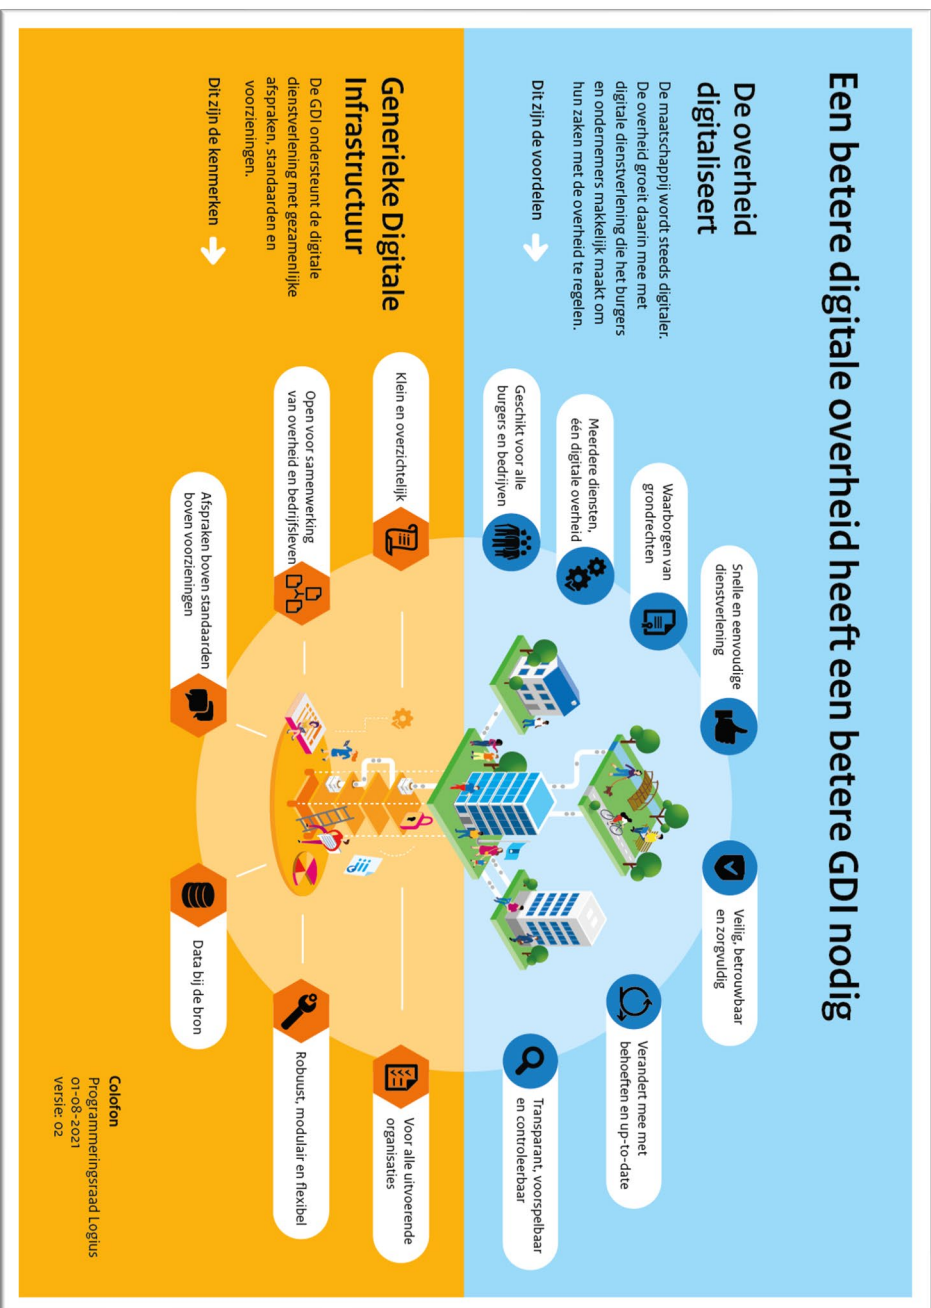 Een betere digitale overheid heeft een betere GDI nodig
De overheid
digitaliseert
De maatschappij wordt steeds digitaler.
De overheid groeit daarin mee met
digitale dienstverlening die het burgers
en ondernemers makkelijk maakt om
hun zaken met de overheid te regelen.
Dit zijn de voordelen
Geschikt voor alle
burgers en bedrijven
Meerdere diensten,
één digitale overheid
Waarborgen van
grondrechten
Snelle en eenvoudige
dienstverlening
Veilig, betrouwbaar
en zorgvuldig
Verandert mee met
behoeften en up-to-date
Transparant, voorspelbaar
en controleerbaar
Generieke Digitale
Infrastructuur
De GDI ondersteunt de digitale
dienstverlening met gezamenlijke
afspraken, standaarden en
voorzieningen.
Dit zijn de kenmerken
Klein en overzichtelijk
Open voor samenwerking
van overheid en bedrijfsleven
Afspraken boven standaarden
boven voorzieningen
Data bij de bron
Robuust, modulair en flexibel
Voor alle uitvoerende
organisaties
Colofon
Programmeringsraad Logius
01-08-2021
versie: 02